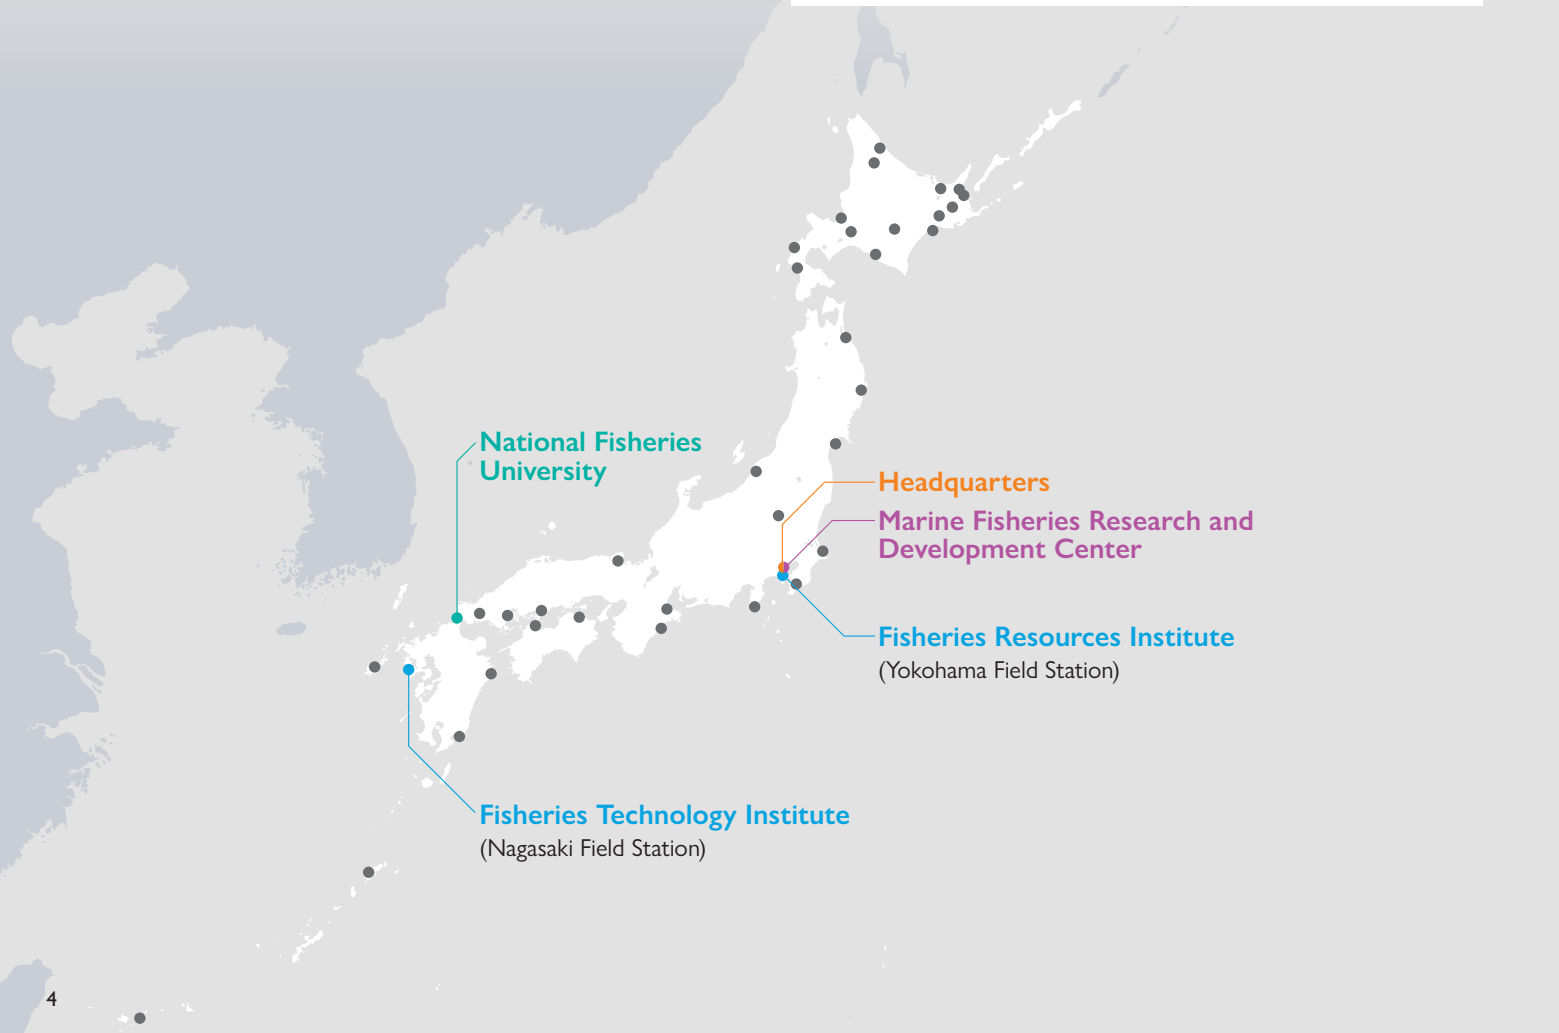 National Fisheries
University
Headquarters
Marine Fisheries Research and
Development Center
Fisheries Resources Institute
(Yokohama Field Station)
Fisheries Technology Institute
(Nagasaki Field Station)
4